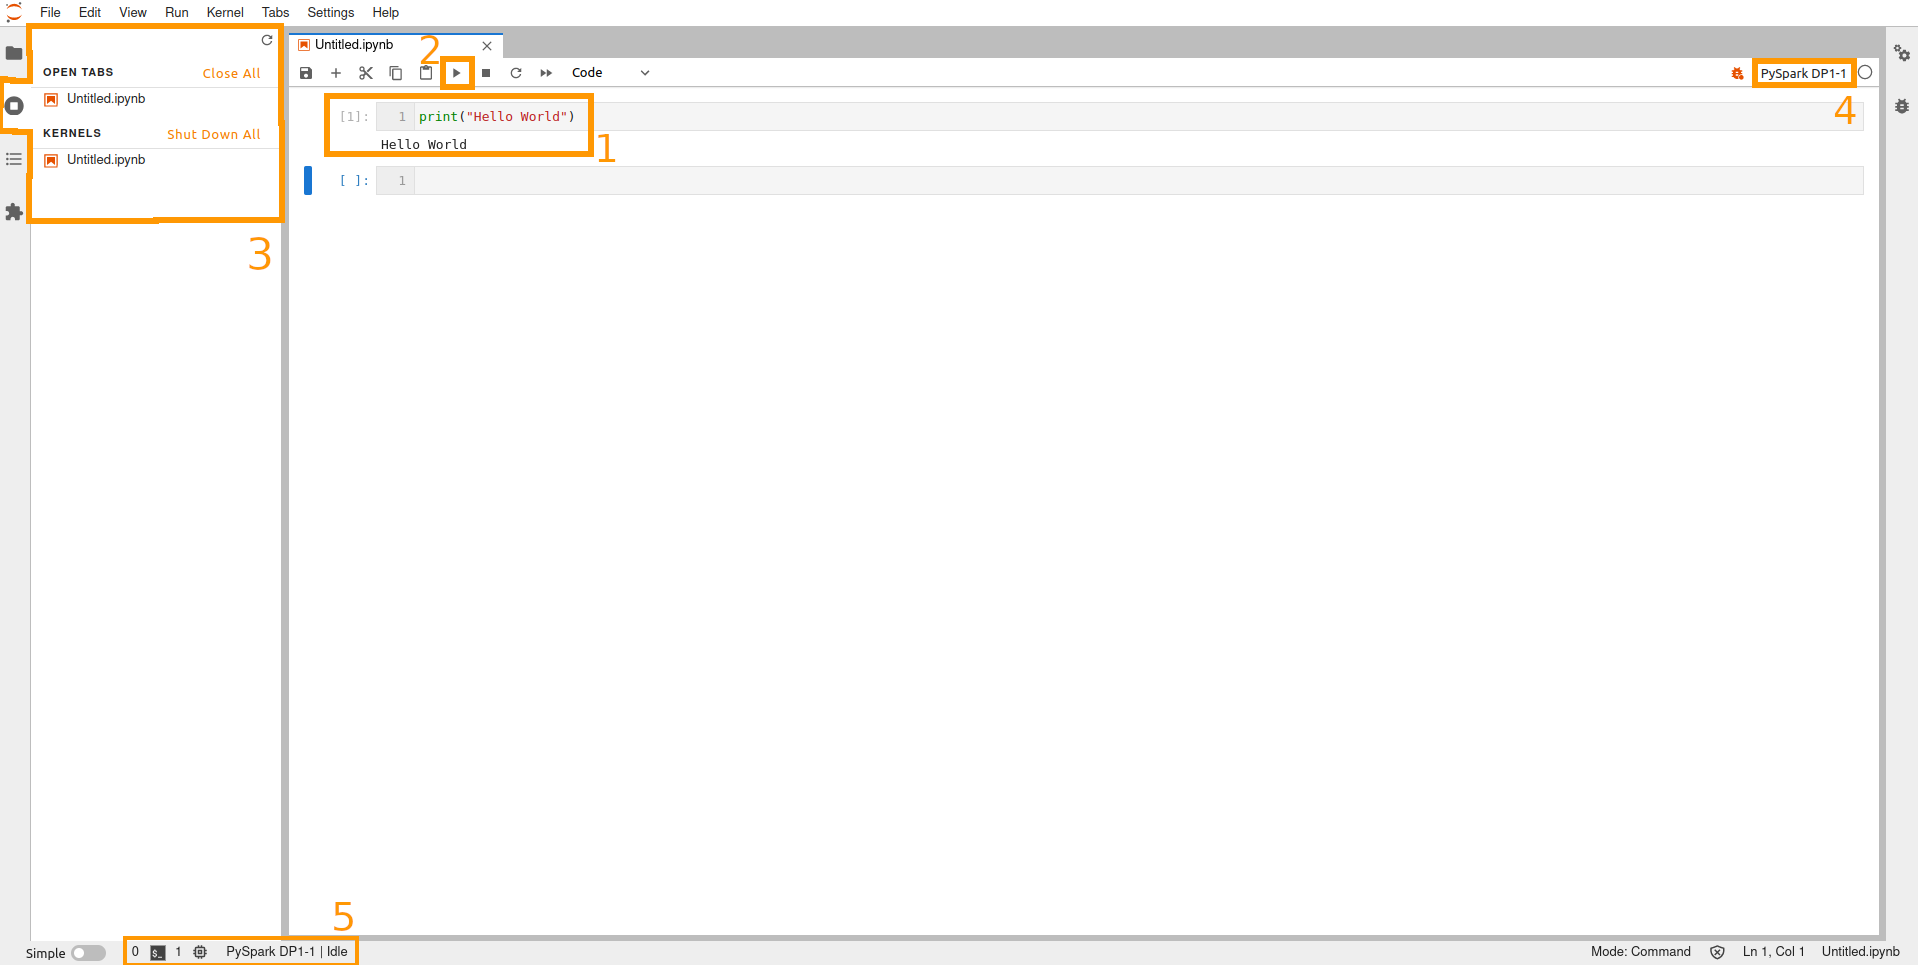 File Edit View Run Kernel Tabs Settings Help
OPEN TABS Close All
Untitled.ipynb
KERNELS Shut Down All
Untitled.ipynb
3
Untitled.ipynb
2
Code
PySpark DP1-1
4
[1]: 1 print("Hello World")
Hello World
1
[ ]: 1
5
Simple 0 $_ 1 PySpark DP1-1 | Idle Mode: Command Ln 1, Col 1 Untitled.ipynb